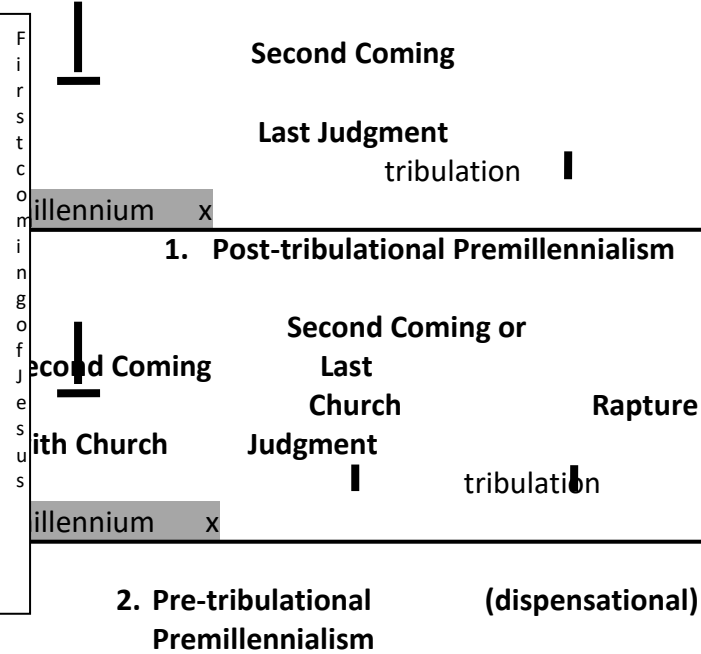 First coming of Jesus
Second Coming
Last Judgment
tribulation
illennium x
1. Post-tribulational Premillennialism
Second Coming or
econd Coming Last
Church Rapture
ith Church Judgment
tribulation
illennium x
2. Pre-tribulational (dispensational)
Premillennialism